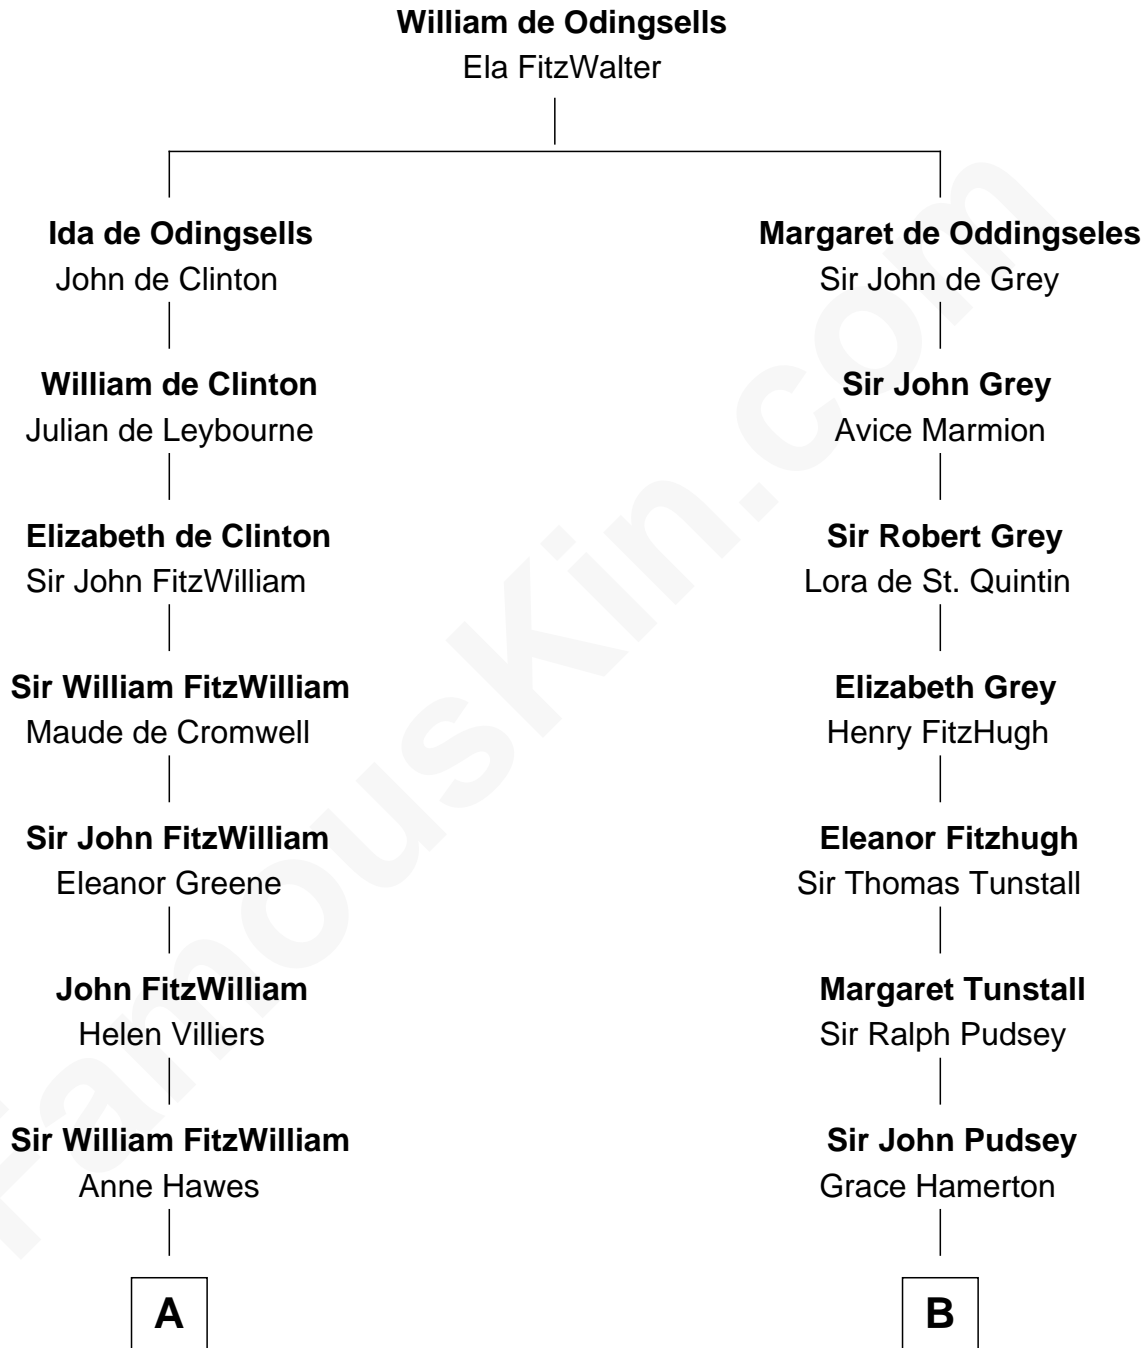 William de Odingsells
Ela FitzWalter
Ida de Odingsells
John de Clinton
William de Clinton
Julian de Leybourne
Elizabeth de Clinton
Sir John FitzWilliam
Sir William FitzWilliam
Maude de Cromwell
Sir John FitzWilliam
Eleanor Greene
John FitzWilliam
Helen Villiers
Sir William FitzWilliam
Anne Hawes
A
Margaret de Oddingseles
Sir John de Grey
Sir John Grey
Avice Marmion
Sir Robert Grey
Lora de St. Quintin
Elizabeth Grey
Henry FitzHugh
Eleanor Fitzhugh
Sir Thomas Tunstall
Margaret Tunstall
Sir Ralph Pudsey
Sir John Pudsey
Grace Hamerton
B
FamousKin.com